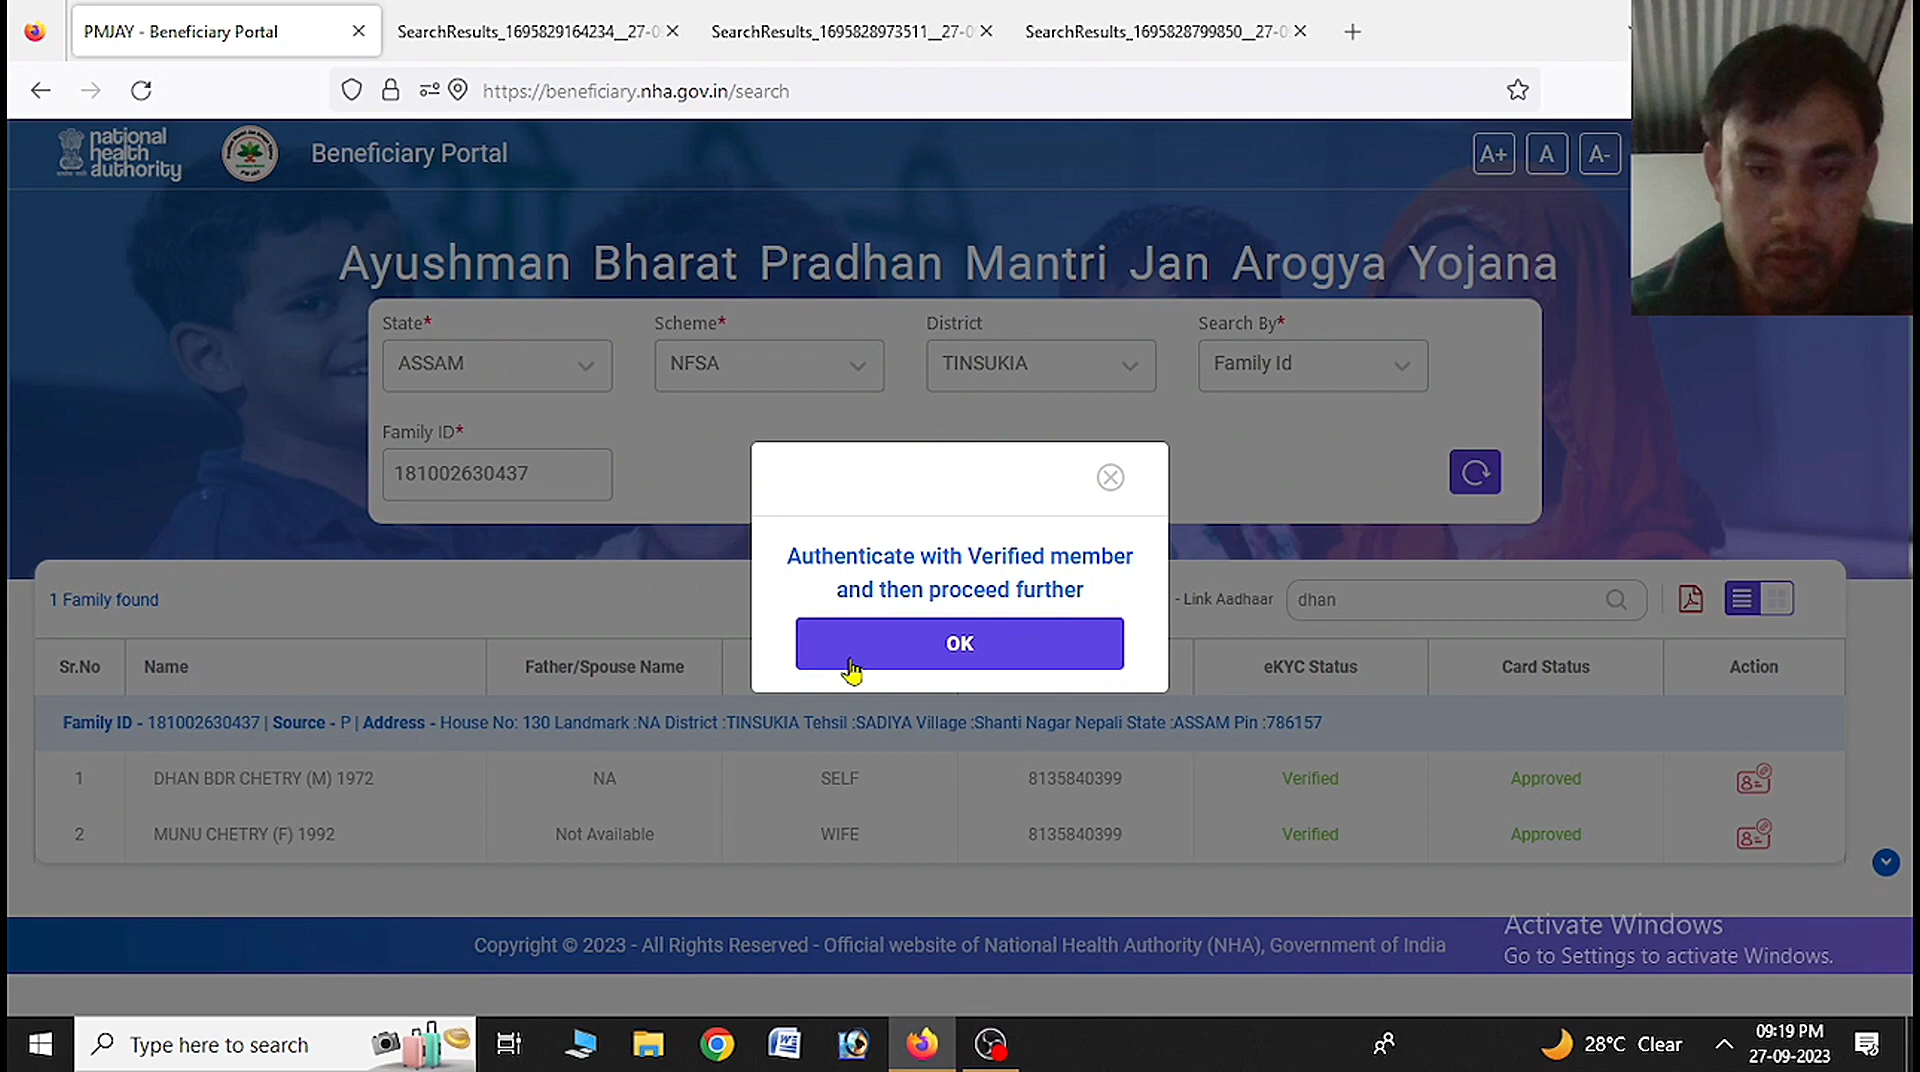 PMJAY - Beneficiary Portal
SearchResults_1695829164234__27-0
SearchResults_1695828973511__27-0
SearchResults_1695828799850__27-0
https://beneficiary.nha.gov.in/search
national
health
authority
Beneficiary Portal
A+ A A-
Ayushman Bharat Pradhan Mantri Jan Arogya Yojana
State* Scheme* District Search By*
ASSAM NFSA TINSUKIA Family Id
Family ID*
181002630437
Authenticate with Verified member
and then proceed further
OK
1 Family found - Link Aadhaar dhan
Sr.No Name Father/Spouse Name eKYC Status Card Status Action
Family ID - 181002630437 | Source - P | Address - House No: 130 Landmark :NA District :TINSUKIA Tehsil :SADIYA Village :Shanti Nagar Nepali State :ASSAM Pin :786157
1 DHAN BDR CHETRY (M) 1972 NA SELF 8135840399 Verified Approved
2 MUNU CHETRY (F) 1992 Not Available WIFE 8135840399 Verified Approved
Copyright © 2023 - All Rights Reserved - Official website of National Health Authority (NHA), Government of India
Activate Windows
Go to Settings to activate Windows.
Type here to search
28°C Clear
09:19 PM
27-09-2023